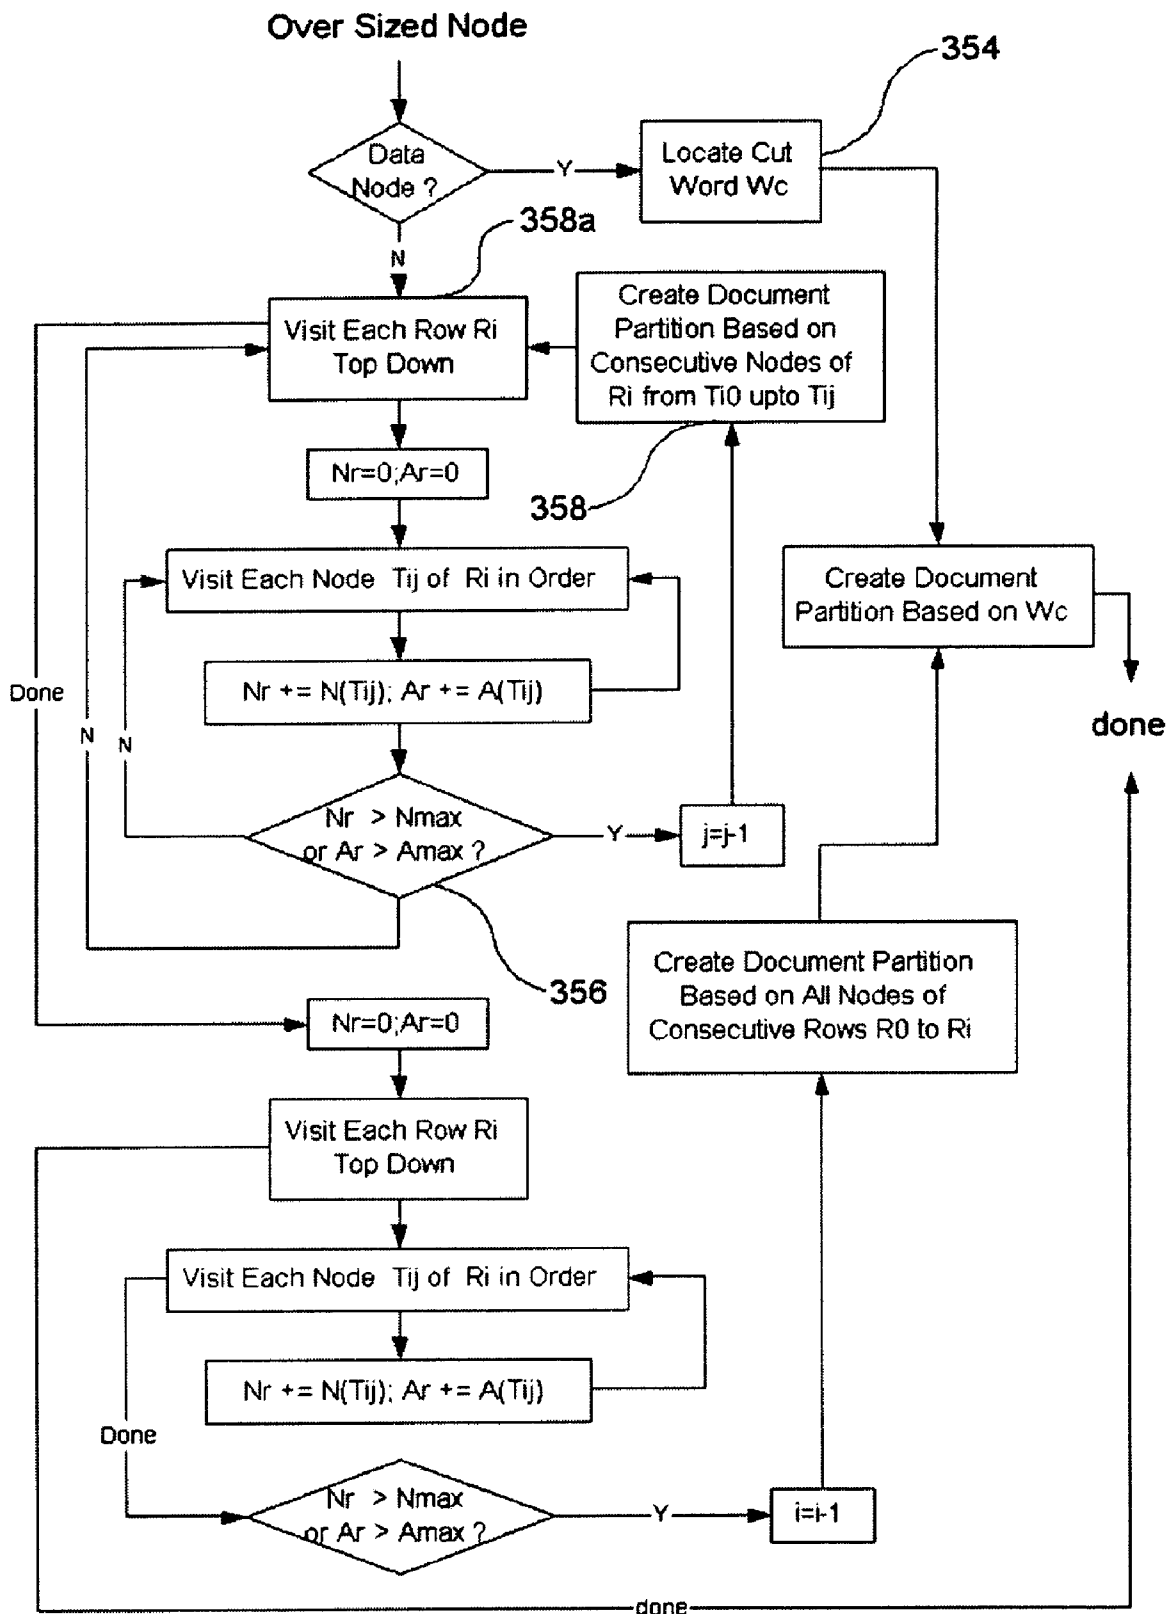 Over Sized Node
354
Data
Node ?
Y
Locate Cut
Word Wc
N
358a
Visit Each Row Ri
Top Down
Create Document
Partition Based on
Consecutive Nodes of
Ri from Ti0 upto Tij
Nr=0;Ar=0
358
Visit Each Node Tij of Ri in Order
Create Document
Partition Based on Wc
Nr += N(Tij); Ar += A(Tij)
Done
N
N
done
Nr > Nmax
or Ar > Amax ?
Y
j=j-1
356
Create Document Partition
Based on All Nodes of
Consecutive Rows R0 to Ri
Nr=0;Ar=0
Visit Each Row Ri
Top Down
Visit Each Node Tij of Ri in Order
Nr += N(Tij); Ar += A(Tij)
Done
Nr > Nmax
or Ar > Amax ?
Y
i=i-1
done